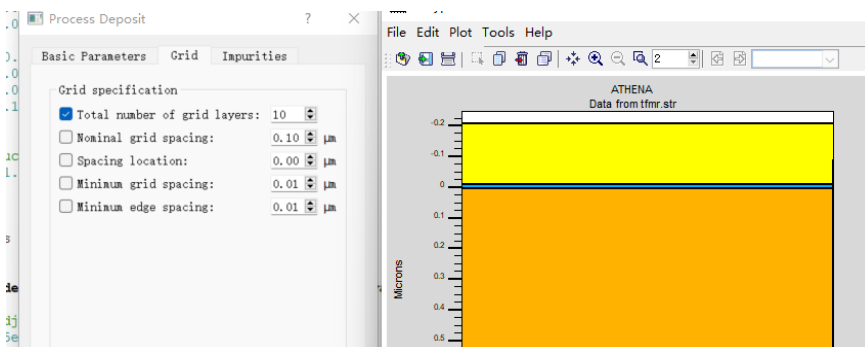 Process Deposit
Basic Parameters Grid Impurities
Grid specification
Total number of grid layers: 10
Nominal grid spacing: 0.10 μm
Spacing location: 0.00 μm
Minimum grid spacing: 0.01 μm
Minimum edge spacing: 0.01 μm
File Edit Plot Tools Help
2
ATHENA
Data from tfmr.str
-0.2
-0.1
0
0.1
0.2
0.3
0.4
0.5
Microns